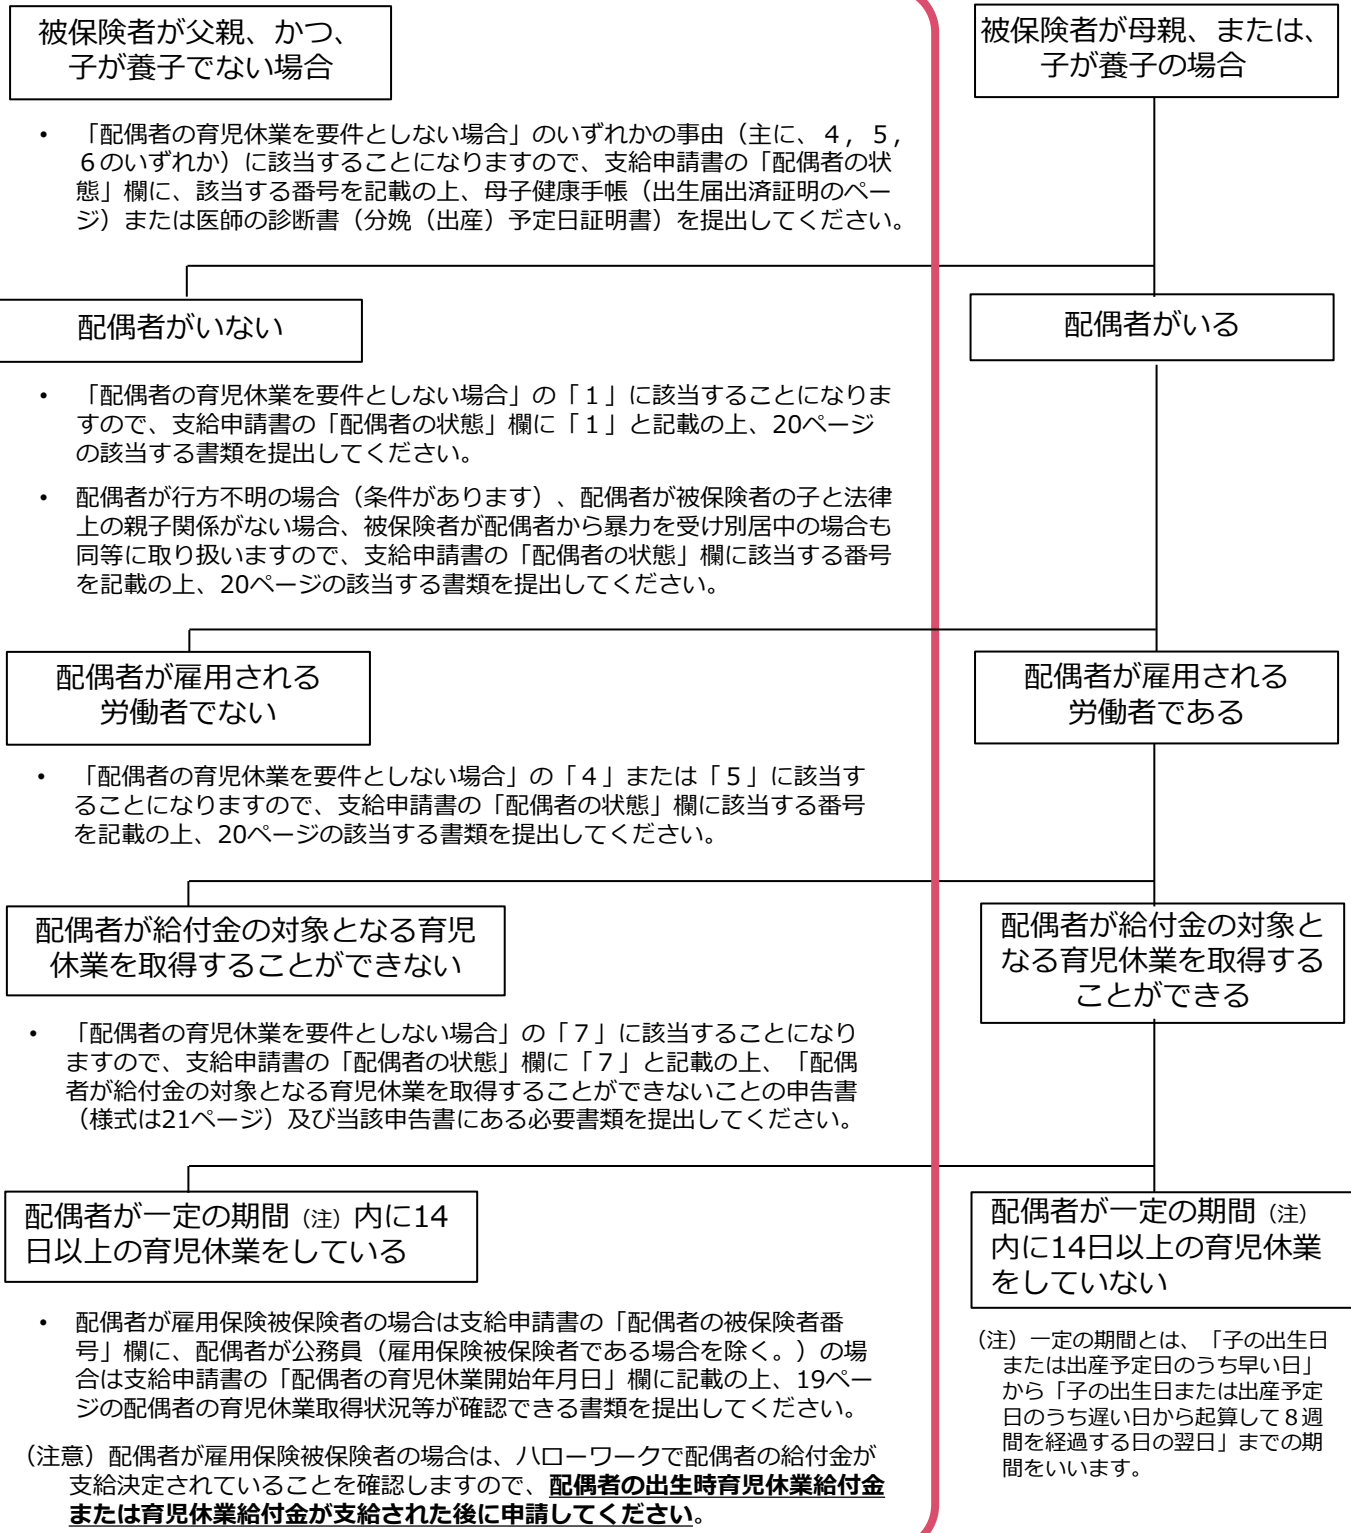 被保険者が父親、かつ、
子が養子でない場合
被保険者が母親、または、
子が養子の場合
• 「配偶者の育児休業を要件としない場合」のいずれかの事由（主に、４，５，
６のいずれか）に該当することになりますので、支給申請書の「配偶者の状
態」欄に、該当する番号を記載の上、母子健康手帳（出生届出済証明のペー
ジ）または医師の診断書（分娩（出産）予定日証明書）を提出してください。
配偶者がいない
配偶者がいる
• 「配偶者の育児休業を要件としない場合」の「１」に該当することになりま
すので、支給申請書の「配偶者の状態」欄に「１」と記載の上、20ページ
の該当する書類を提出してください。
• 配偶者が行方不明の場合（条件があります）、配偶者が被保険者の子と法律
上の親子関係がない場合、被保険者が配偶者から暴力を受け別居中の場合も
同等に取り扱いますので、支給申請書の「配偶者の状態」欄に該当する番号
を記載の上、20ページの該当する書類を提出してください。
配偶者が雇用される
労働者でない
配偶者が雇用される
労働者である
• 「配偶者の育児休業を要件としない場合」の「４」または「５」に該当す
ることになりますので、支給申請書の「配偶者の状態」欄に該当する番号
を記載の上、20ページの該当する書類を提出してください。
配偶者が給付金の対象となる育児
休業を取得することができない
配偶者が給付金の対象と
なる育児休業を取得する
ことができる
• 「配偶者の育児休業を要件としない場合」の「７」に該当することになり
ますので、支給申請書の「配偶者の状態」欄に「７」と記載の上、「配偶
者が給付金の対象となる育児休業を取得することができないことの申告書
（様式は21ページ）及び当該申告書にある必要書類を提出してください。
配偶者が一定の期間（注）内に14
日以上の育児休業をしている
配偶者が一定の期間（注）
内に14日以上の育児休業
をしていない
• 配偶者が雇用保険被保険者の場合は支給申請書の「配偶者の被保険者番
号」欄に、配偶者が公務員（雇用保険被保険者である場合を除く。）の場
合は支給申請書の「配偶者の育児休業開始年月日」欄に記載の上、19ペー
ジの配偶者の育児休業取得状況等が確認できる書類を提出してください。
（注意）配偶者が雇用保険被保険者の場合は、ハローワークで配偶者の給付金が
支給決定されていることを確認しますので、配偶者の出生時育児休業給付金
または育児休業給付金が支給された後に申請してください。
（注）一定の期間とは、「子の出生日
または出産予定日のうち早い日」
から「子の出生日または出産予定
日のうち遅い日から起算して８週
間を経過する日の翌日」までの期
間をいいます。